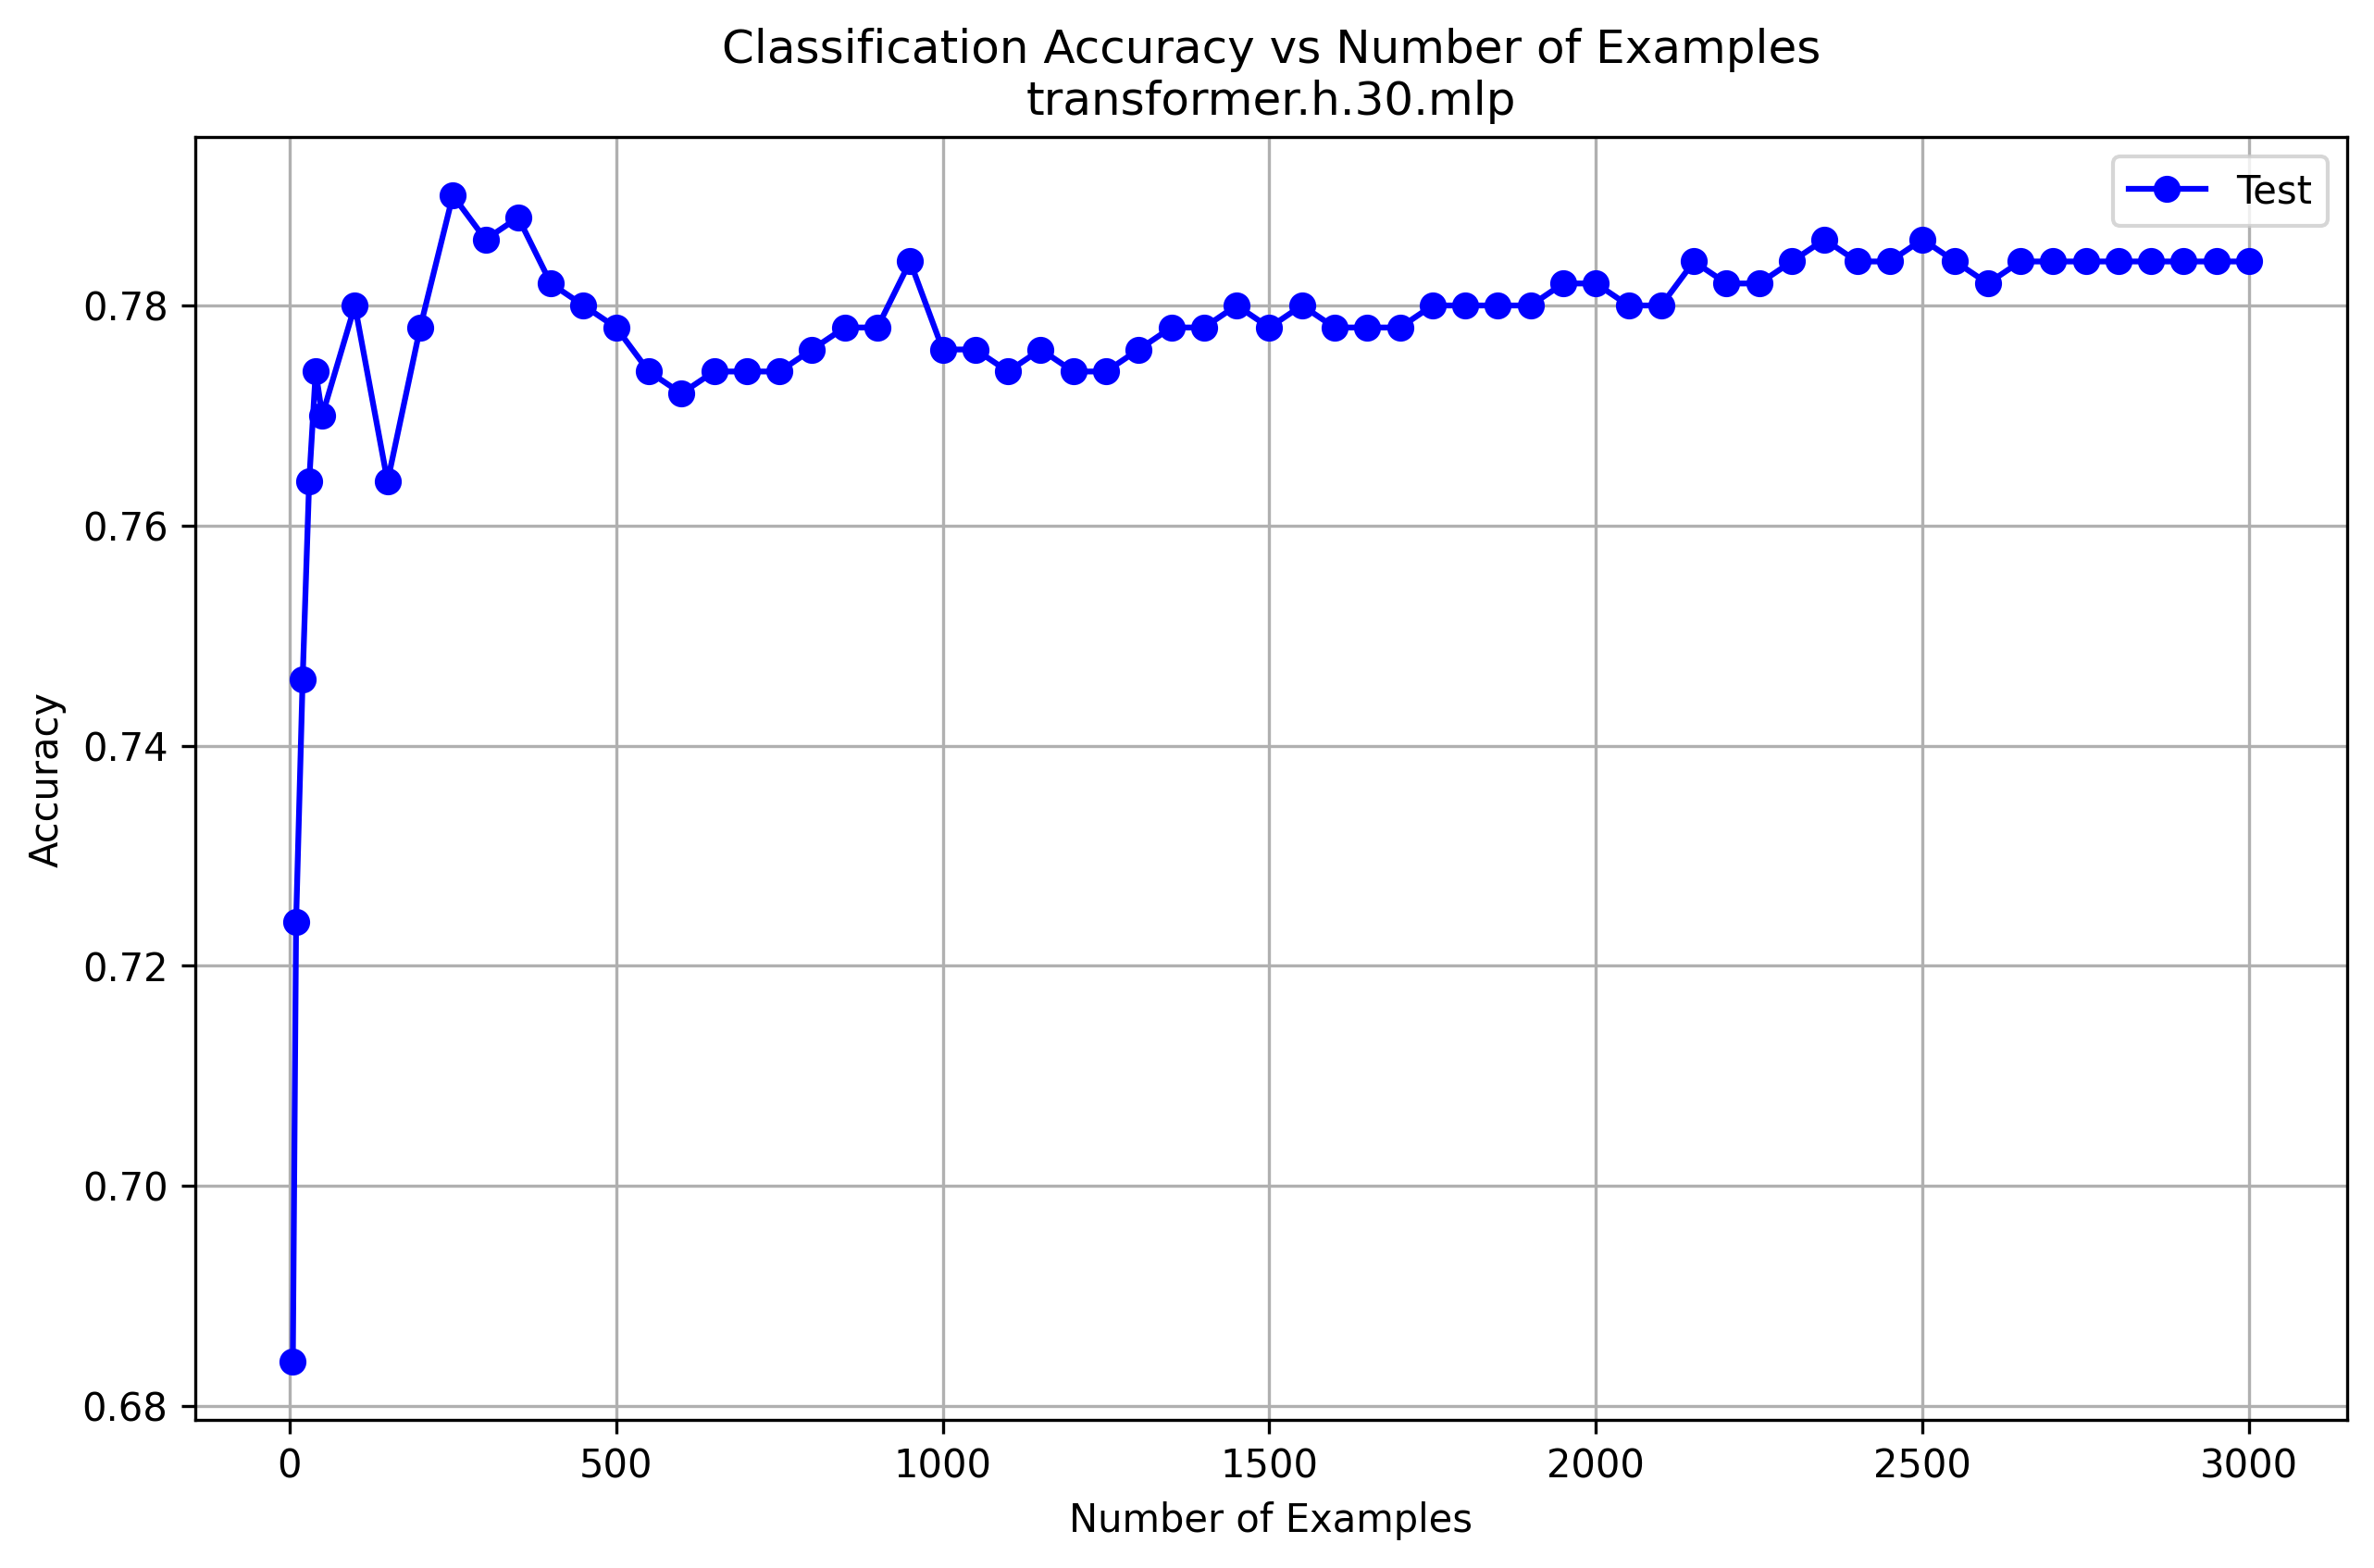 Classification Accuracy vs Number of Examples
transformer.h.30.mlp
Test
Accuracy
0.78
0.76
0.74
0.72
0.70
0.68
0
500
1000
1500
2000
2500
3000
Number of Examples